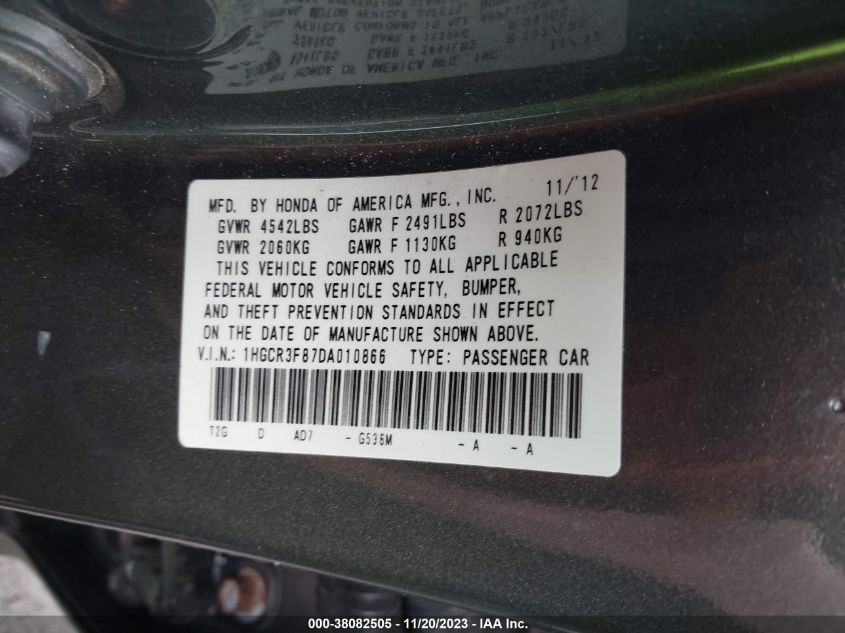 MFD. BY HONDA OF AMERICA MFG., INC. 11/'12
GVWR 4542LBS GAWR F 2491LBS R 2072LBS
GVWR 2060KG GAWR F 1130KG R 940KG
THIS VEHICLE CONFORMS TO ALL APPLICABLE
FEDERAL MOTOR VEHICLE SAFETY, BUMPER,
AND THEFT PREVENTION STANDARDS IN EFFECT
ON THE DATE OF MANUFACTURE SHOWN ABOVE.
V.I.N.: 1HGCR3F87DA010866 TYPE: PASSENGER CAR
T2G D A07 - G536M - A - A
000-38082505 - 11/20/2023 - IAA Inc.